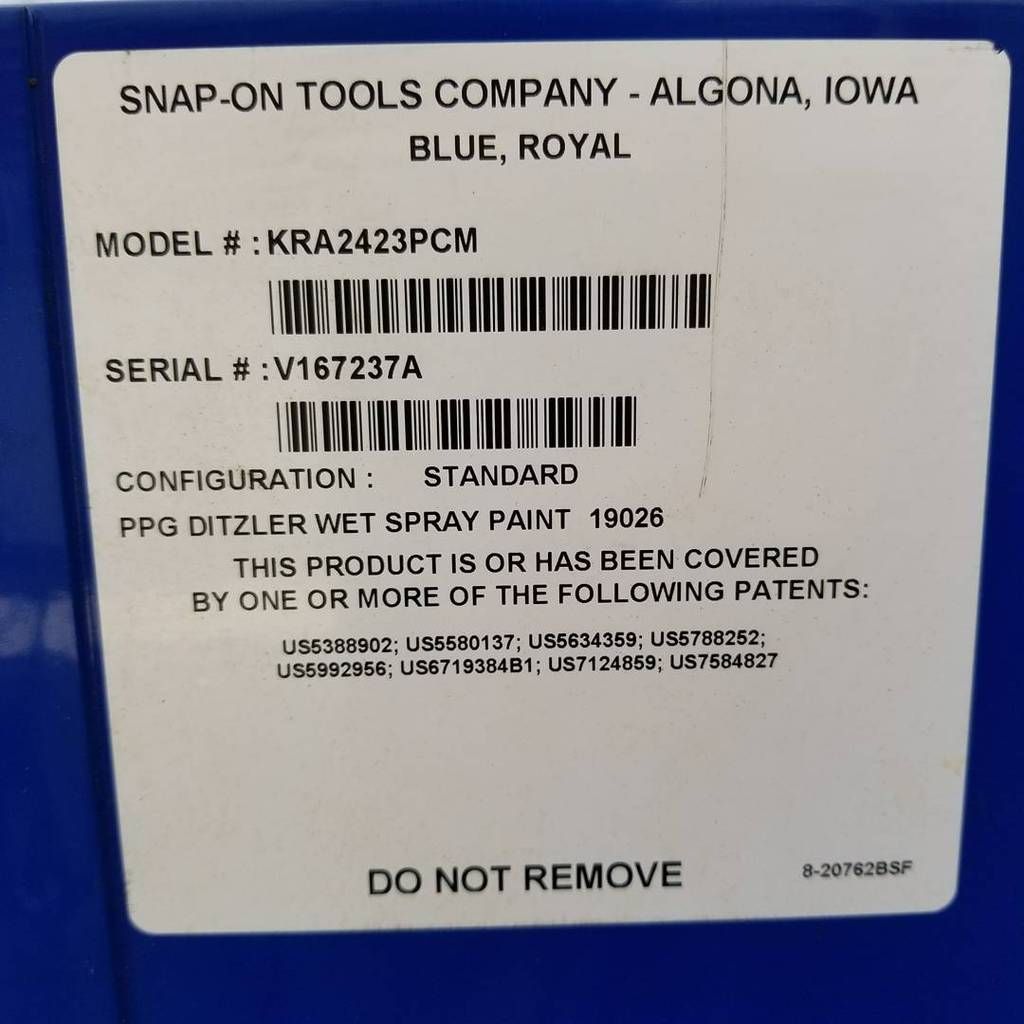 SNAP-ON TOOLS COMPANY - ALGONA, IOWA
BLUE, ROYAL
MODEL # : KRA2423PCM
SERIAL # : V167237A
CONFIGURATION : STANDARD
PPG DITZLER WET SPRAY PAINT 19026
THIS PRODUCT IS OR HAS BEEN COVERED
BY ONE OR MORE OF THE FOLLOWING PATENTS:
US5388902; US5580137; US5634359; US5788252;
US5992956; US6719384B1; US7124859; US7584827
DO NOT REMOVE
8-20762BSF